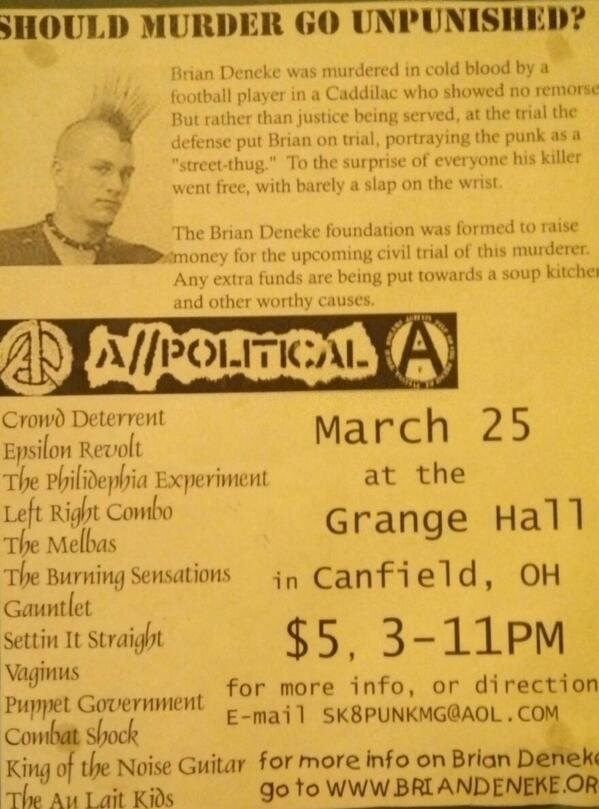 SHOULD MURDER GO UNPUNISHED?
Brian Deneke was murdered in cold blood by a
football player in a Caddilac who showed no remorse
But rather than justice being served, at the trial the
defense put Brian on trial, portraying the punk as a
"street-thug." To the surprise of everyone his killer
went free, with barely a slap on the wrist.
The Brian Deneke foundation was formed to raise
money for the upcoming civil trial of this murderer.
Any extra funds are being put towards a soup kitchen
and other worthy causes.
A//POLITICAL
Crowd Deterrent
Epsilon Revolt
The Philidephia Experiment
Left Right Combo
The Melbas
The Burning Sensations
Gauntlet
Settin It Straight
Vaginus
Puppet Government
Combat Shock
King of the Noise Guitar
The Au Lait Kids
March 25
at the
Grange Hall
in Canfield, OH
$5, 3-11PM
for more info, or direction
E-mail SK8PUNKMG@AOL.COM
for more info on Brian Deneke
go to WWW.BRIANDENEKE.OR